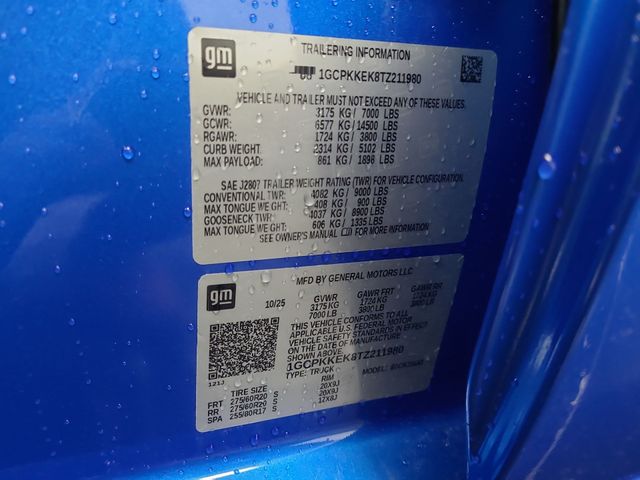 gm
TRAILERING INFORMATION
1GCPKKEK8TZ211980
VEHICLE AND TRAILER MUST NOT EXCEED ANY OF THESE VALUES.
GVWR: 3175 KG/ 7000 LBS
GCWR: 6577 KG/14500 LBS
RGAWR: 1724 KG/ 3800 LBS
CURB WEIGHT: 2314 KG/ 5102 LBS
MAX PAYLOAD: 861 KG/ 1898 LBS
SAE J2807 TRAILER WEIGHT RATING (TWR) FOR VEHICLE CONFIGURATION.
CONVENTIONAL TWR: 4082 KG/ 9000 LBS
MAX TONGUE WEIGHT: 408 KG/ 900 LBS
GOOSENECK TWR: 4037 KG/ 8900 LBS
MAX TONGUE WEIGHT: 606 KG/ 1335 LBS
SEE OWNER'S MANUAL FOR MORE INFORMATION
gm
MFD BY GENERAL MOTORS LLC
10/25 GVWR GAWR FRT GAWR RR
3175 KG 1724 KG 1724 KG
7000 LB 3800 LB 3800 LB
THIS VEHICLE CONFORMS TO ALL
APPLICABLE U.S. FEDERAL MOTOR
VEHICLE SAFETY STANDARDS IN EFFECT
ON THE DATE OF MANUFACTURE
SHOWN ABOVE.
1GCPKKEK8TZ211980
TYPE: TRUCK MODEL:
121J
TIRE SIZE RIM
FRT 275/60R20 S 20X9J
RR 275/60R20 S 20X9J
SPA 255/80R17 S 17X8J